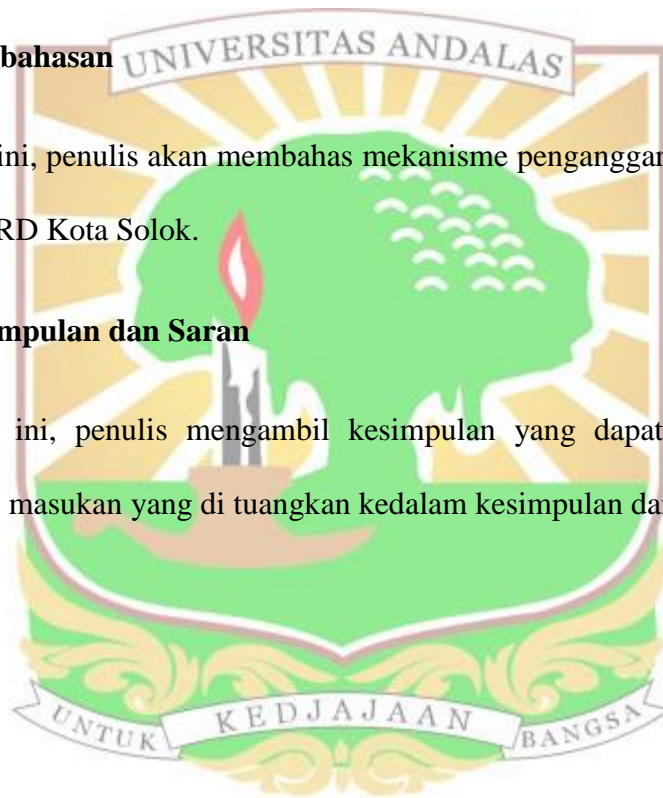 UNIVERSITAS ANDALAS
bahasan
ini, penulis akan membahas mekanisme penganggar
RD Kota Solok.
mpulan dan Saran
ini, penulis mengambil kesimpulan yang dapat
masukan yang di tuangkan kedalam kesimpulan da
UNTUK KEDJAJAAN BANGSA